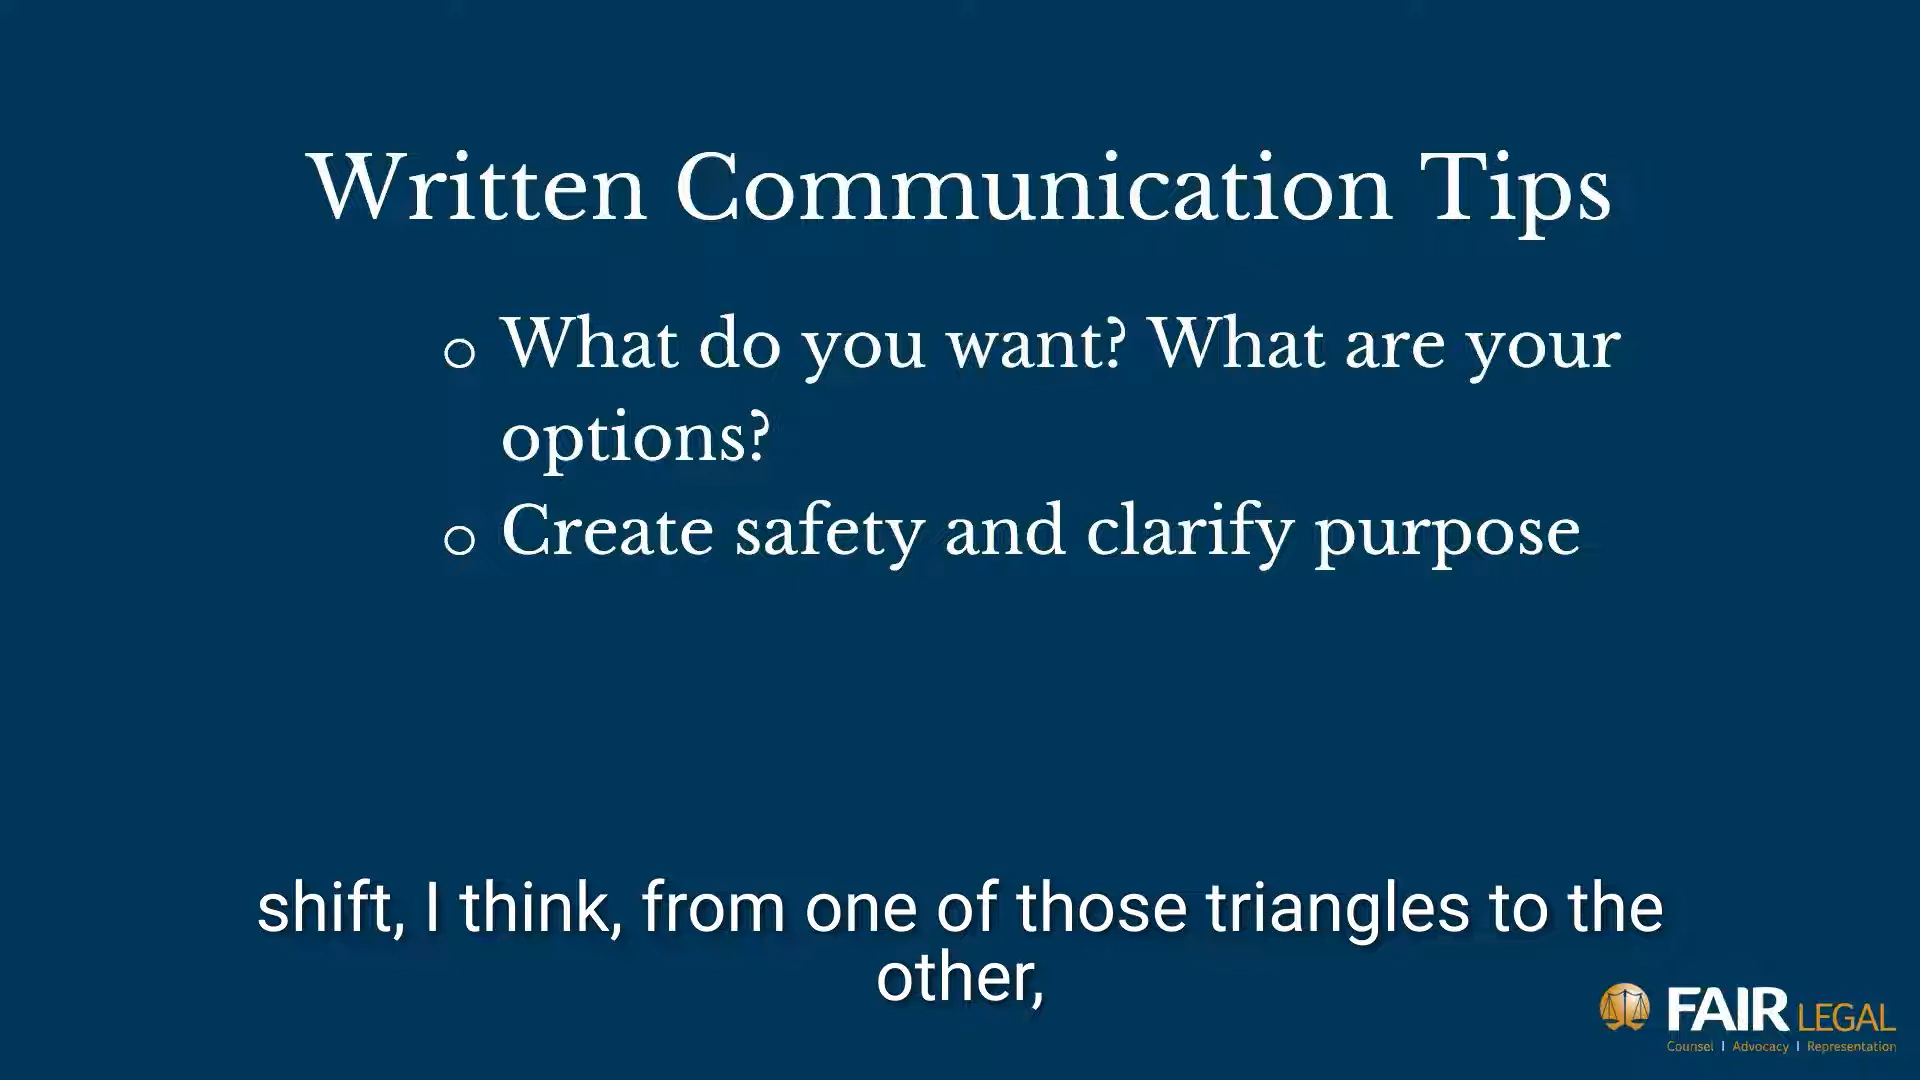 Written Communication Tips
What do you want? What are your
options?
Create safety and clarify purpose
shift, I think, from one of those triangles to the
other,
FAIR LEGAL
Counsel | Advocacy | Representation